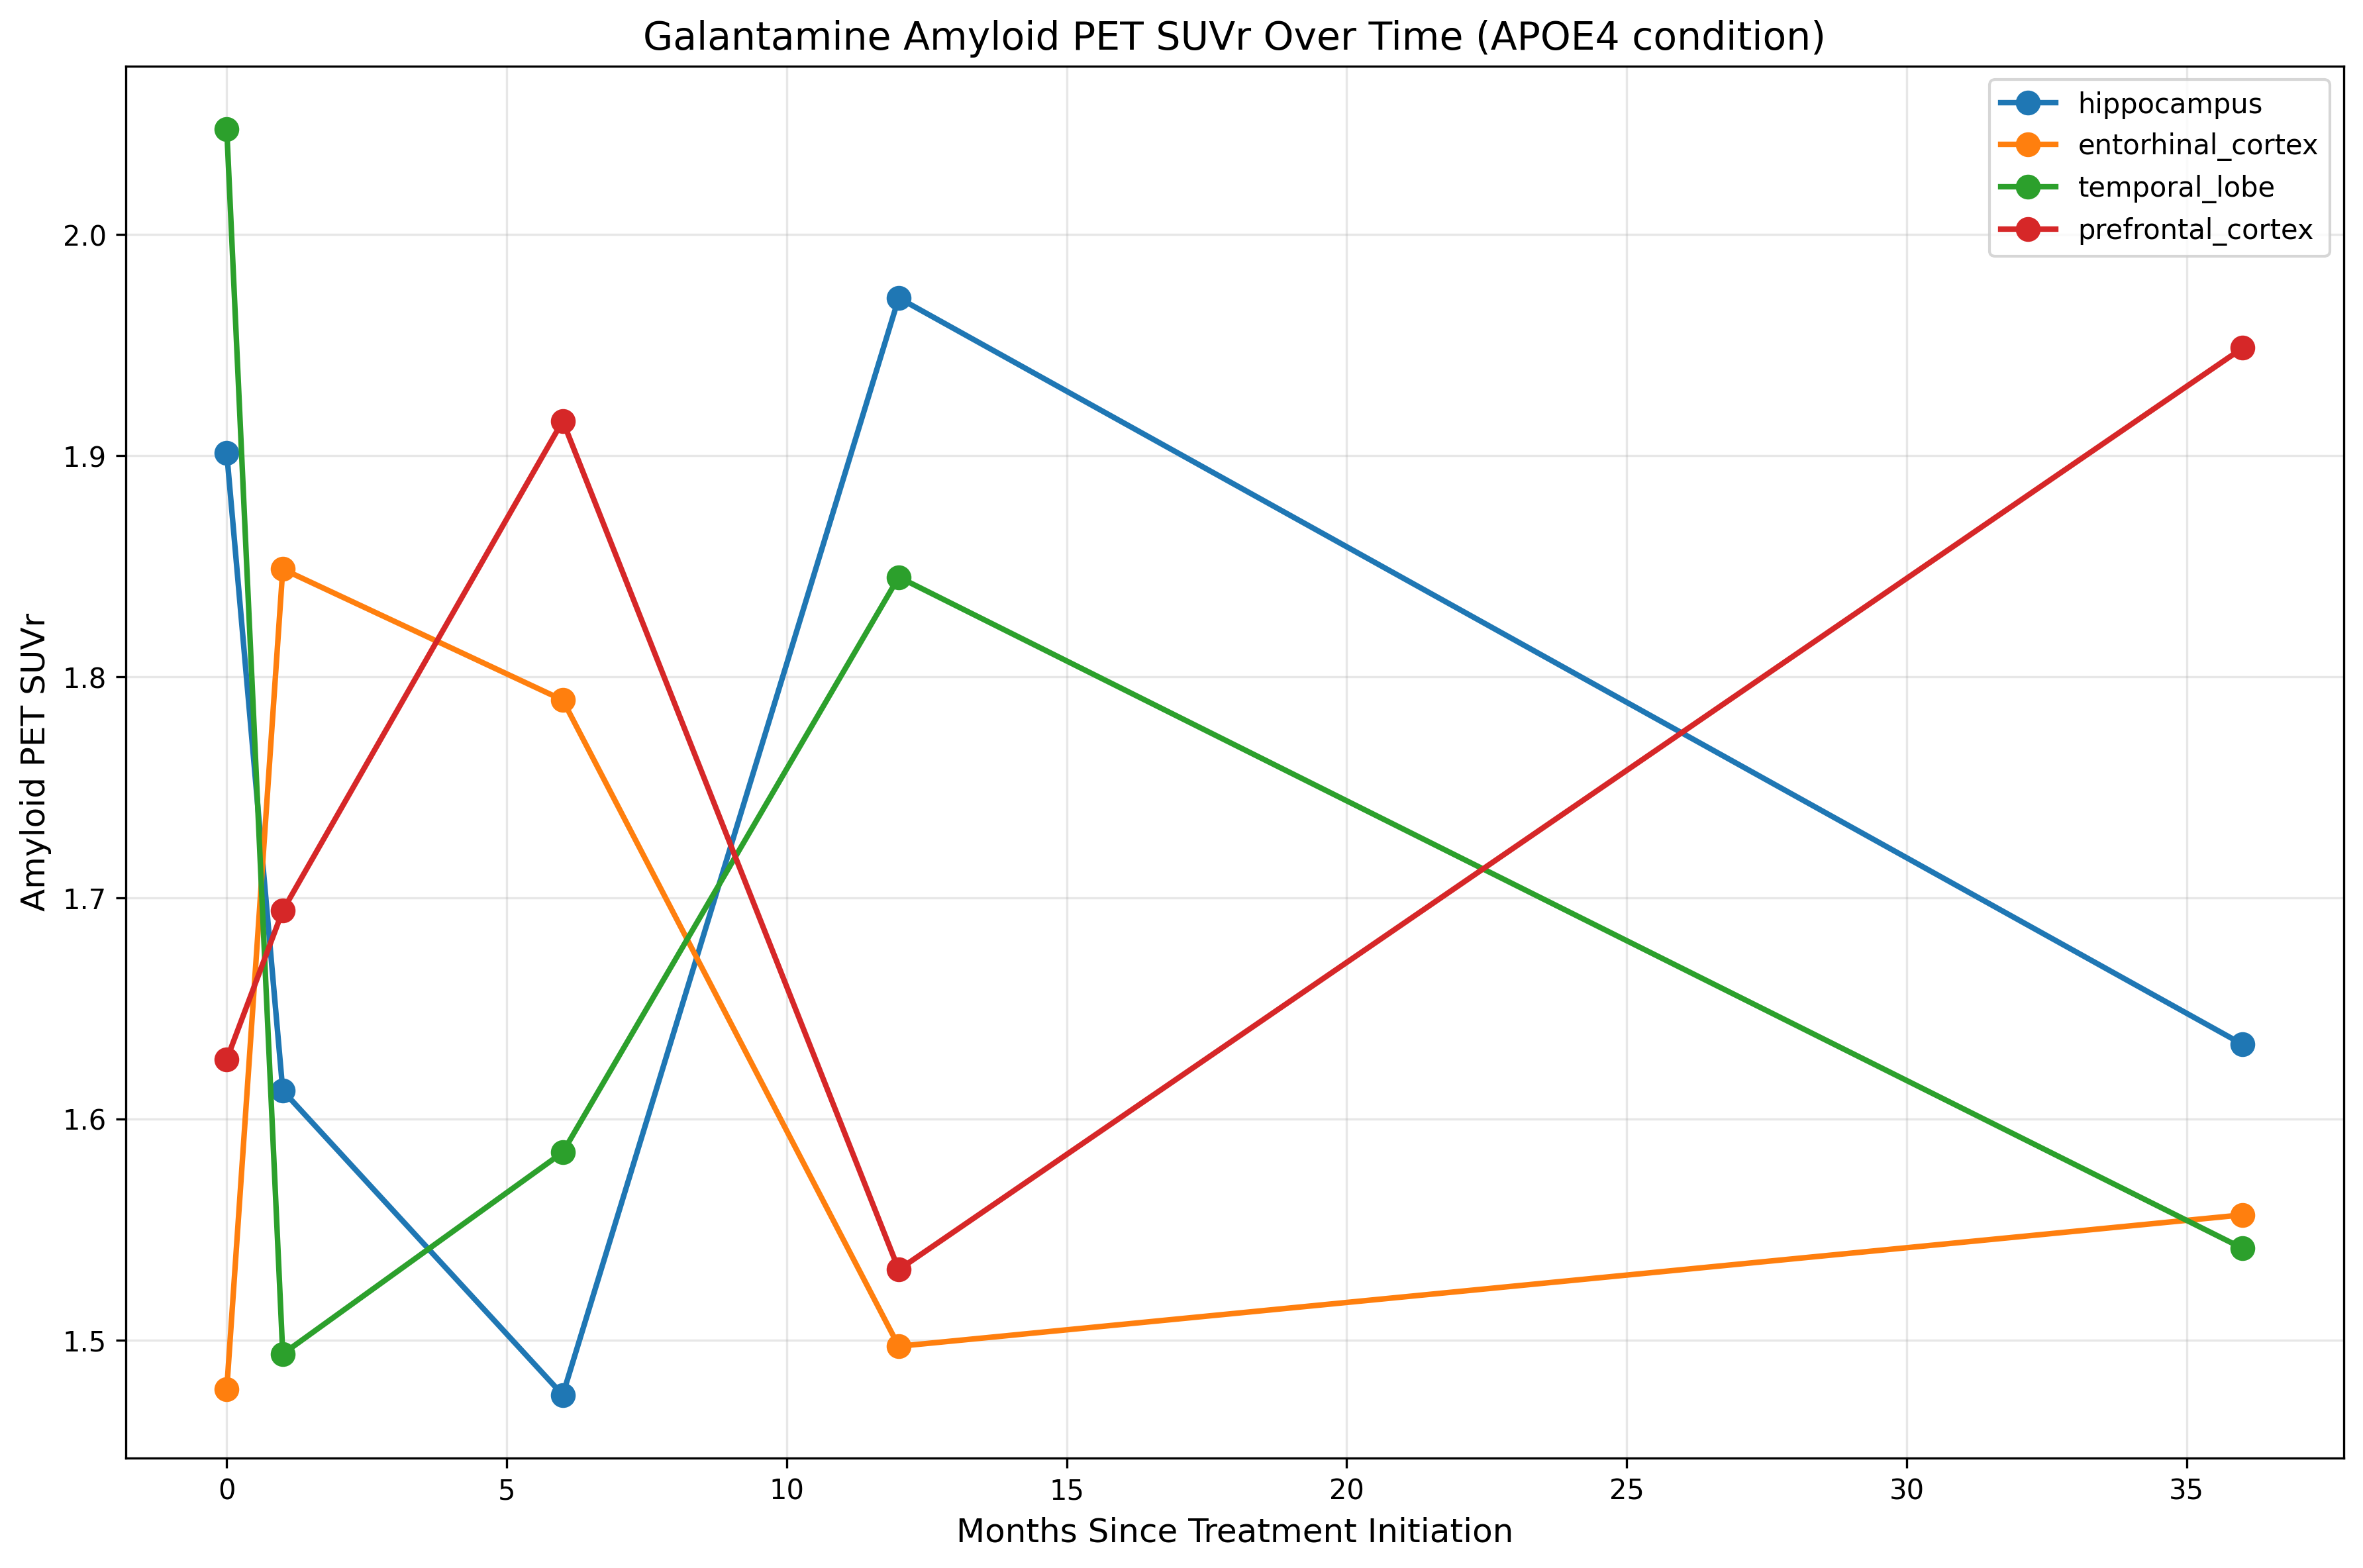 Galantamine Amyloid PET SUVr Over Time (APOE4 condition)
hippocampus
entorhinal_cortex
temporal_lobe
prefrontal_cortex
Amyloid PET SUVr
2.0
1.9
1.8
1.7
1.6
1.5
0 5 10 15 20 25 30 35
Months Since Treatment Initiation